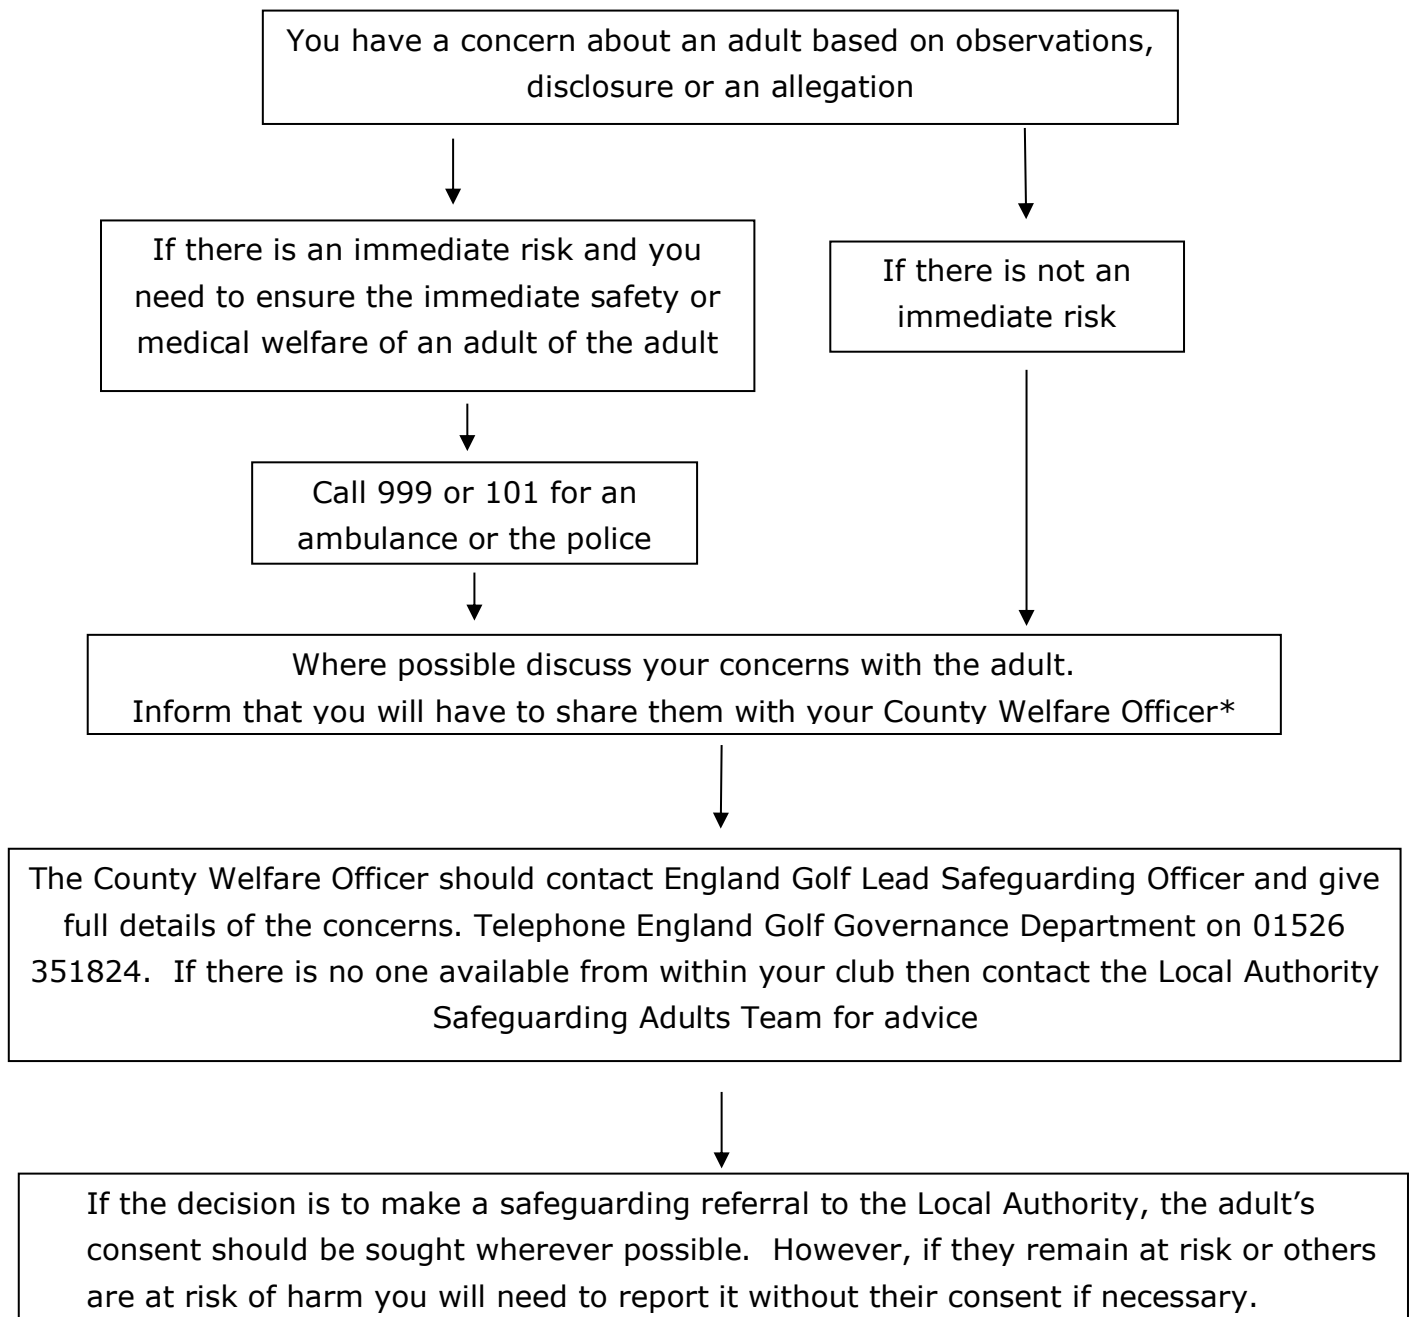 You have a concern about an adult based on observations,
disclosure or an allegation
If there is an immediate risk and you
need to ensure the immediate safety or
medical welfare of an adult of the adult
If there is not an
immediate risk
Call 999 or 101 for an
ambulance or the police
Where possible discuss your concerns with the adult.
Inform that you will have to share them with your County Welfare Officer*
The County Welfare Officer should contact England Golf Lead Safeguarding Officer and give
full details of the concerns. Telephone England Golf Governance Department on 01526
351824.  If there is no one available from within your club then contact the Local Authority
Safeguarding Adults Team for advice
If the decision is to make a safeguarding referral to the Local Authority, the adult’s
consent should be sought wherever possible.  However, if they remain at risk or others
are at risk of harm you will need to report it without their consent if necessary.